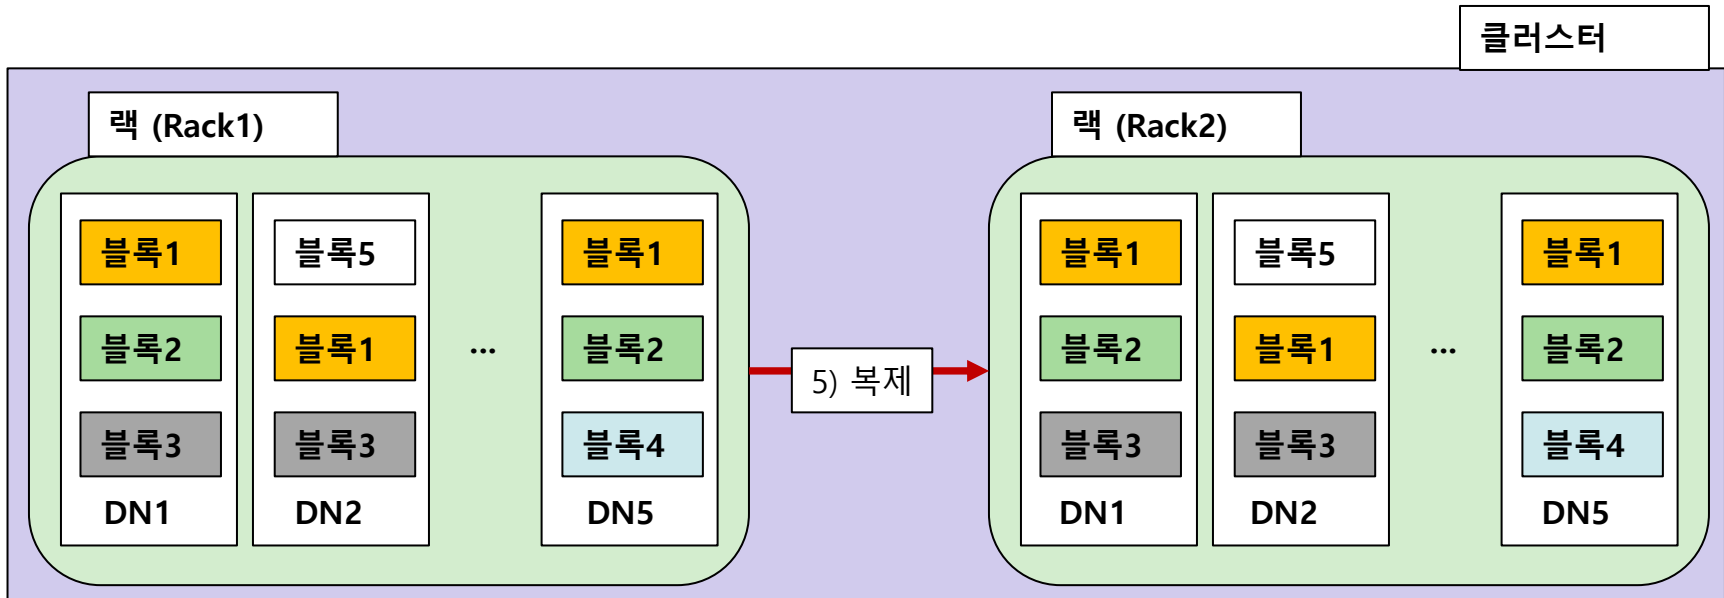 클러스터
랙 (Rack1)
블록1
블록2
블록3
DN1
블록5
블록1
블록3
DN2
...
블록1
블록2
블록4
DN5
5) 복제
랙 (Rack2)
블록1
블록2
블록3
DN1
블록5
블록1
블록3
DN2
...
블록1
블록2
블록4
DN5